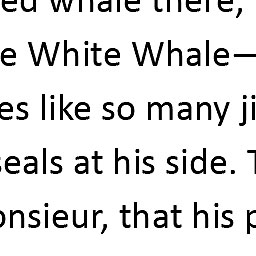 ed whale there,
e White Whale—
es like so many ji
seals at his side. T
onsieur, that his p